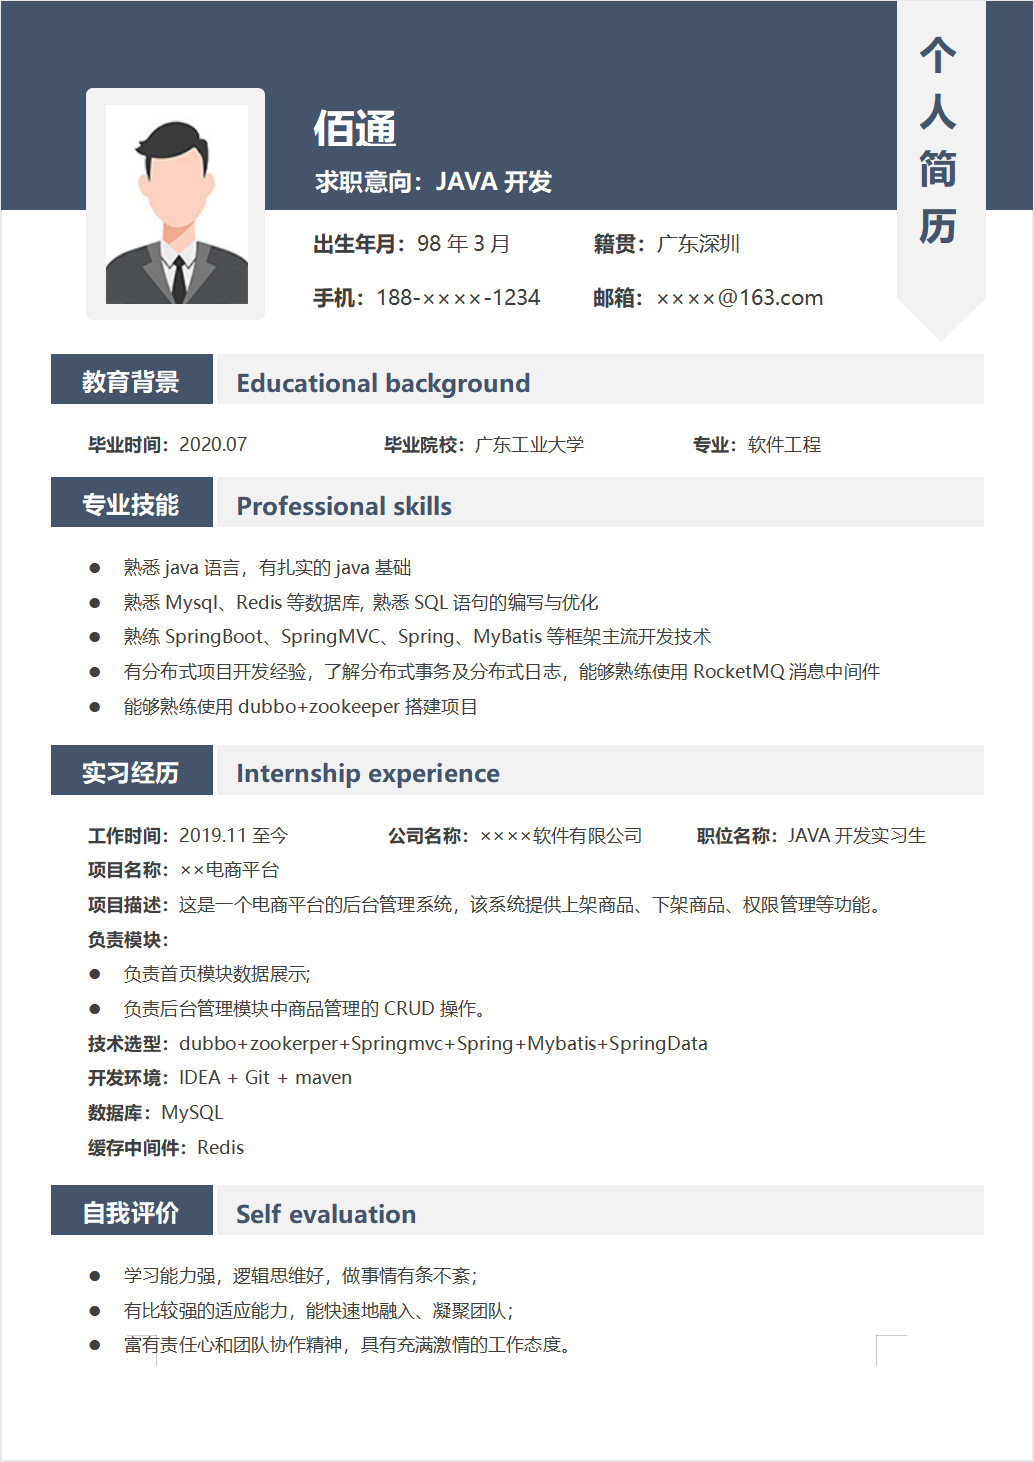 个人简历
佰通
求职意向：JAVA 开发
出生年月：98 年 3 月 籍贯：广东深圳
手机：188-××××-1234 邮箱：××××@163.com
教育背景 Educational background
毕业时间：2020.07 毕业院校：广东工业大学 专业：软件工程
专业技能 Professional skills
● 熟悉 java 语言，有扎实的 java 基础
● 熟悉 Mysql、Redis 等数据库, 熟悉 SQL 语句的编写与优化
● 熟练 SpringBoot、SpringMVC、Spring、MyBatis 等框架主流开发技术
● 有分布式项目开发经验，了解分布式事务及分布式日志，能够熟练使用 RocketMQ 消息中间件
● 能够熟练使用 dubbo+zookeeper 搭建项目
实习经历 Internship experience
工作时间：2019.11 至今 公司名称：××××软件有限公司 职位名称：JAVA 开发实习生
项目名称：××电商平台
项目描述：这是一个电商平台的后台管理系统，该系统提供上架商品、下架商品、权限管理等功能。
负责模块：
● 负责首页模块数据展示;
● 负责后台管理模块中商品管理的 CRUD 操作。
技术选型：dubbo+zookerper+Springmvc+Spring+Mybatis+SpringData
开发环境：IDEA + Git + maven
数据库：MySQL
缓存中间件：Redis
自我评价 Self evaluation
● 学习能力强，逻辑思维好，做事情有条不紊；
● 有比较强的适应能力，能快速地融入、凝聚团队；
● 富有责任心和团队协作精神，具有充满激情的工作态度。